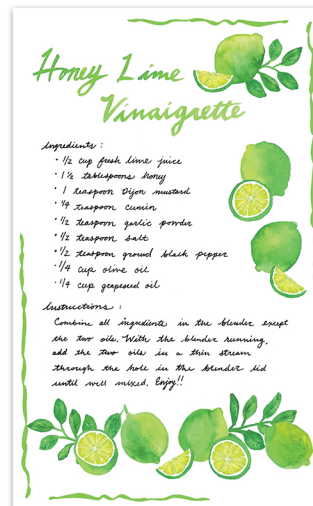 Honey Lime
Vinaigrette
Ingredients:
• 1/2 cup fresh lime juice
• 1 1/2 tablespoons honey
• 1 teaspoon Dijon mustard
• 1/4 teaspoon cumin
• 1/2 teaspoon garlic powder
• 1/2 teaspoon salt
• 1/2 teaspoon ground black pepper
• 1/4 cup olive oil
• 1/4 cup grapeseed oil
Instructions:
Combine all ingredients in the blender except
the two oils. With the blender running,
add the two oils in a thin stream
through the hole in the blender lid
until well mixed. Enjoy!!